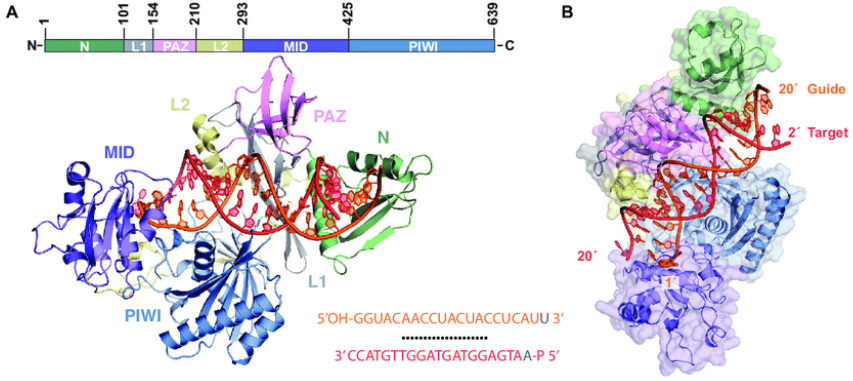 A
1 101 154 210 293 425 639
N- N L1 PAZ L2 MID PIWI -C
L2
PAZ
N
MID
L1
PIWI
5′OH-GGUACAACCUACUACCUCAUU 3′
3′CCATGTTGGATGATGGAGTAA-P 5′
B
20′ Guide
2′ Target
20′
1′